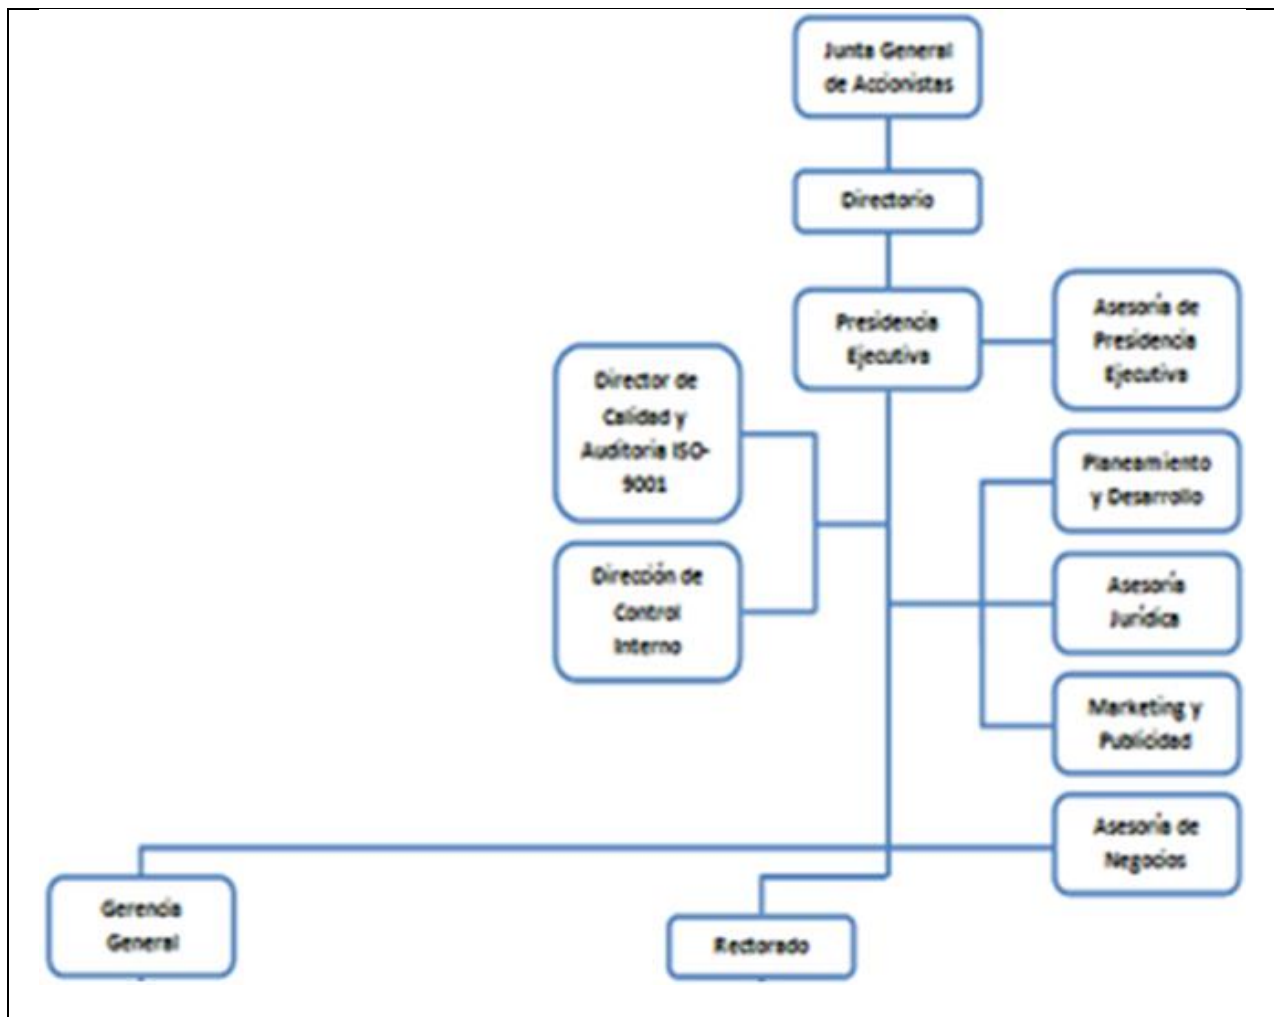 Junta General
de Accionistas
Directorio
Presidencia
Ejecutiva
Asesoría de
Presidencia
Ejecutiva
Director de
Calidad y
Auditoria ISO-
9001
Planeamiento
y Desarrollo
Dirección de
Control
Interno
Asesoría
Jurídica
Marketing y
Publicidad
Asesoría de
Negocios
Gerencia
General
Rectorado